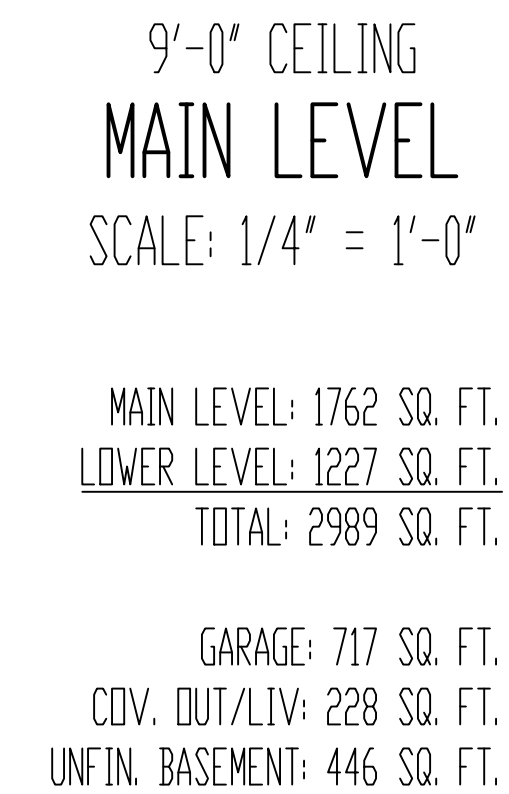 9'-0" CEILING
MAIN LEVEL
SCALE: 1/4" = 1'-0"
MAIN LEVEL: 1762 SQ. FT.
LOWER LEVEL: 1227 SQ. FT.
TOTAL: 2989 SQ. FT.
GARAGE: 717 SQ. FT.
COV. OUT/LIV: 228 SQ. FT.
UNFIN. BASEMENT: 446 SQ. FT.